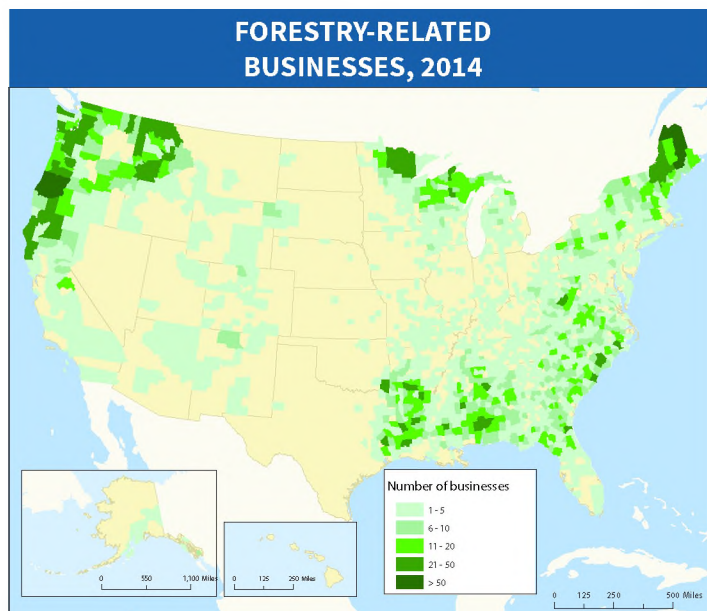 FORESTRY-RELATED
BUSINESSES, 2014
Number of businesses
1 - 5
6 - 10
11 - 20
21 - 50
> 50
0 550 1,100 Miles
0 125 250 Miles
0 125 250 500 Miles